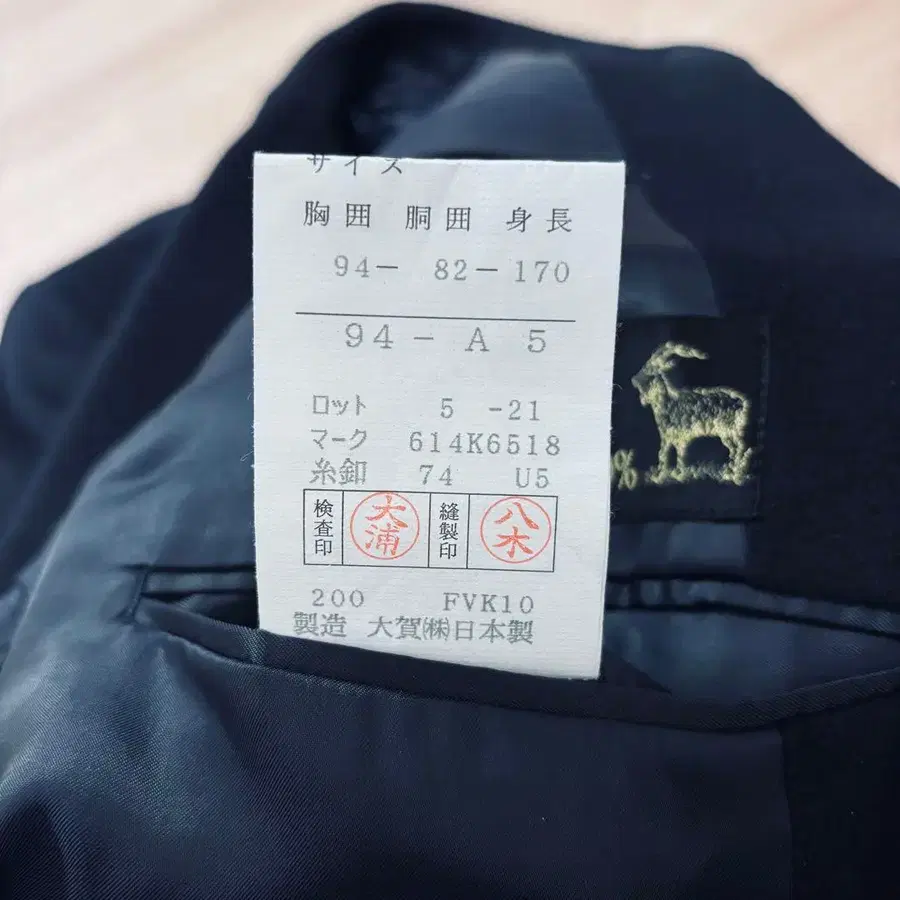 サイズ
胸囲 胴囲 身長
94- 82-170
94 - A 5
ロット 5 -21
マーク 614K6518
糸釦 74 U5
検査印 大浦 縫製印 八木
200 FVK10
製造 大賀㈱日本製
%